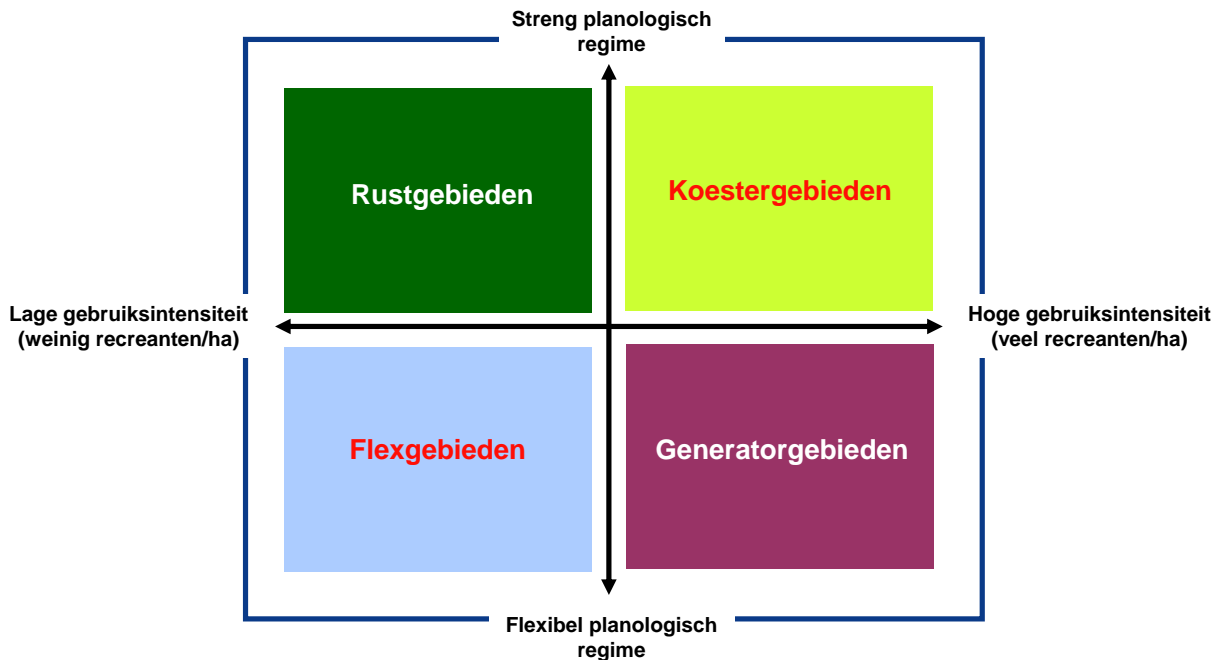 Streng planologisch
regime
Rustgebieden
Koestergebieden
Lage gebruiksintensiteit
(weinig recreanten/ha)
Hoge gebruiksintensiteit
(veel recreanten/ha)
Flexgebieden
Generatorgebieden
Flexibel planologisch
regime